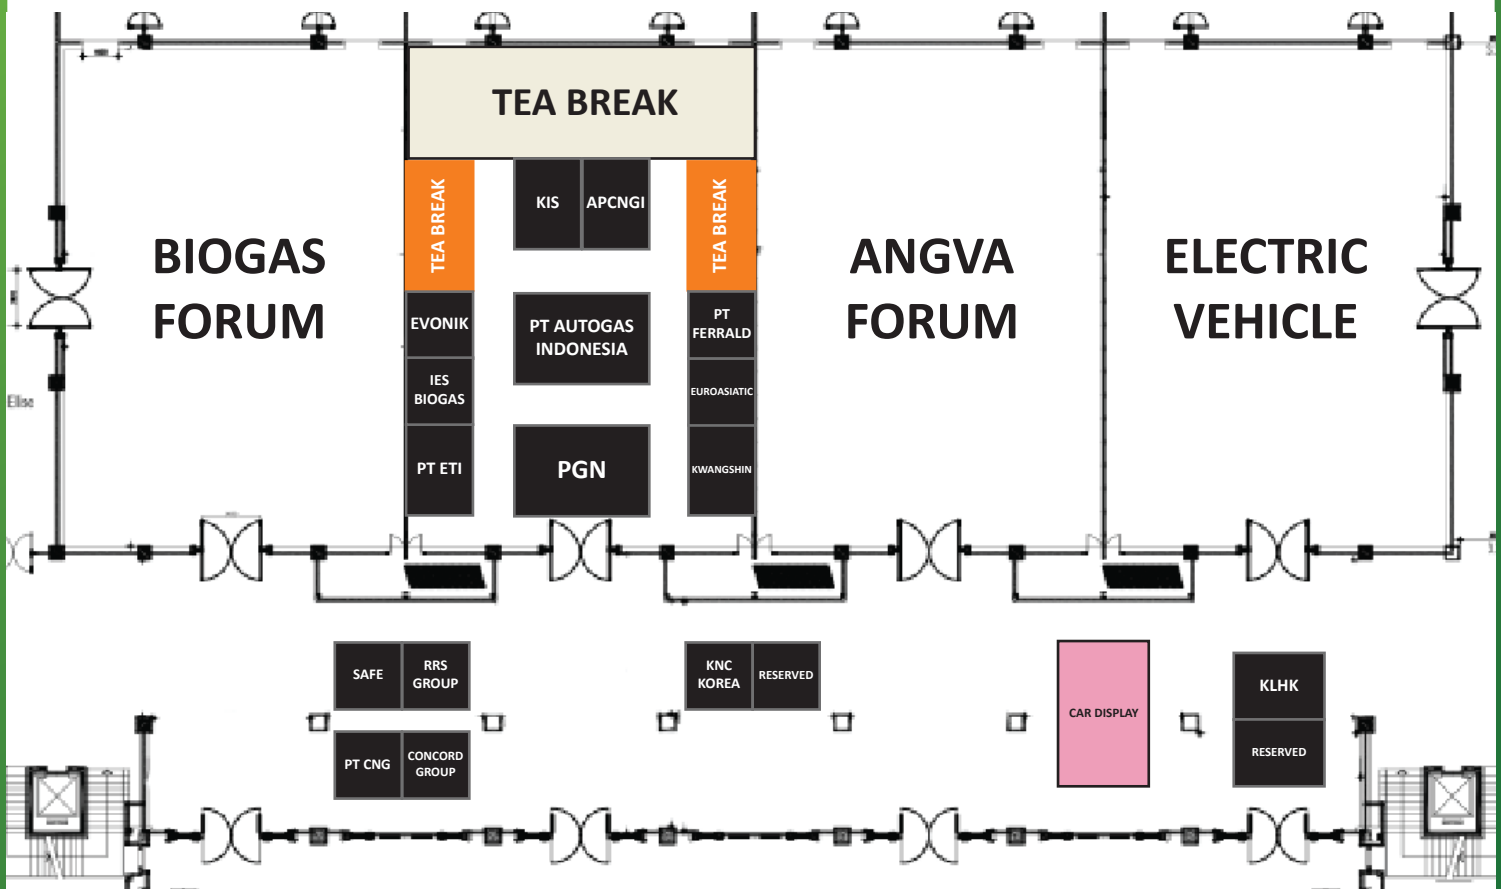 TEA BREAK
TEA BREAK
KIS
APCNGI
TEA BREAK
BIOGAS
FORUM
ANGVA
FORUM
ELECTRIC
VEHICLE
EVONIK
PT AUTOGAS
INDONESIA
PT
FERRALD
IES
BIOGAS
EUROASIATIC
Elise
PT ETI
PGN
KWANGSHIN
SAFE
RRS
GROUP
KNC
KOREA
RESERVED
CAR DISPLAY
KLHK
PT CNG
CONCORD
GROUP
RESERVED